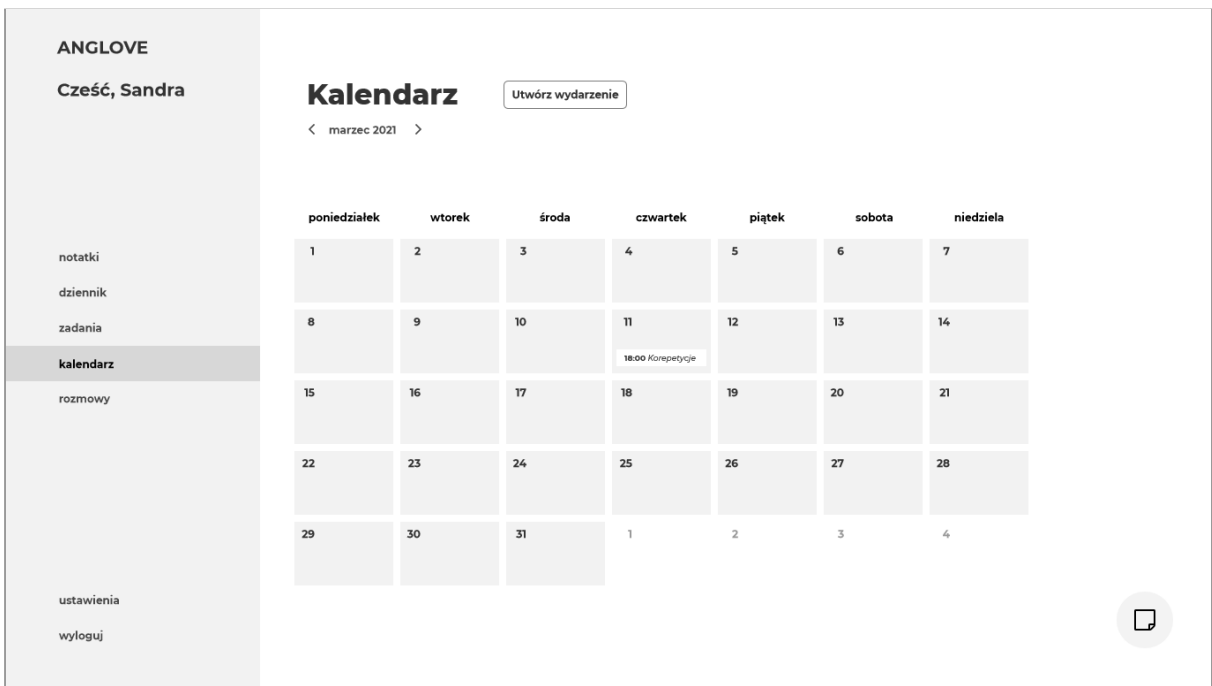 ANGLOVE
Cześć, Sandra
notatki
dziennik
zadania
kalendarz
rozmowy
ustawienia
wyloguj
Kalendarz
Utwórz wydarzenie
marzec 2021
poniedziałek wtorek środa czwartek piątek sobota niedziela
1 2 3 4 5 6 7
8 9 10 11 12 13 14
18:00 Korepetycje
15 16 17 18 19 20 21
22 23 24 25 26 27 28
29 30 31 1 2 3 4